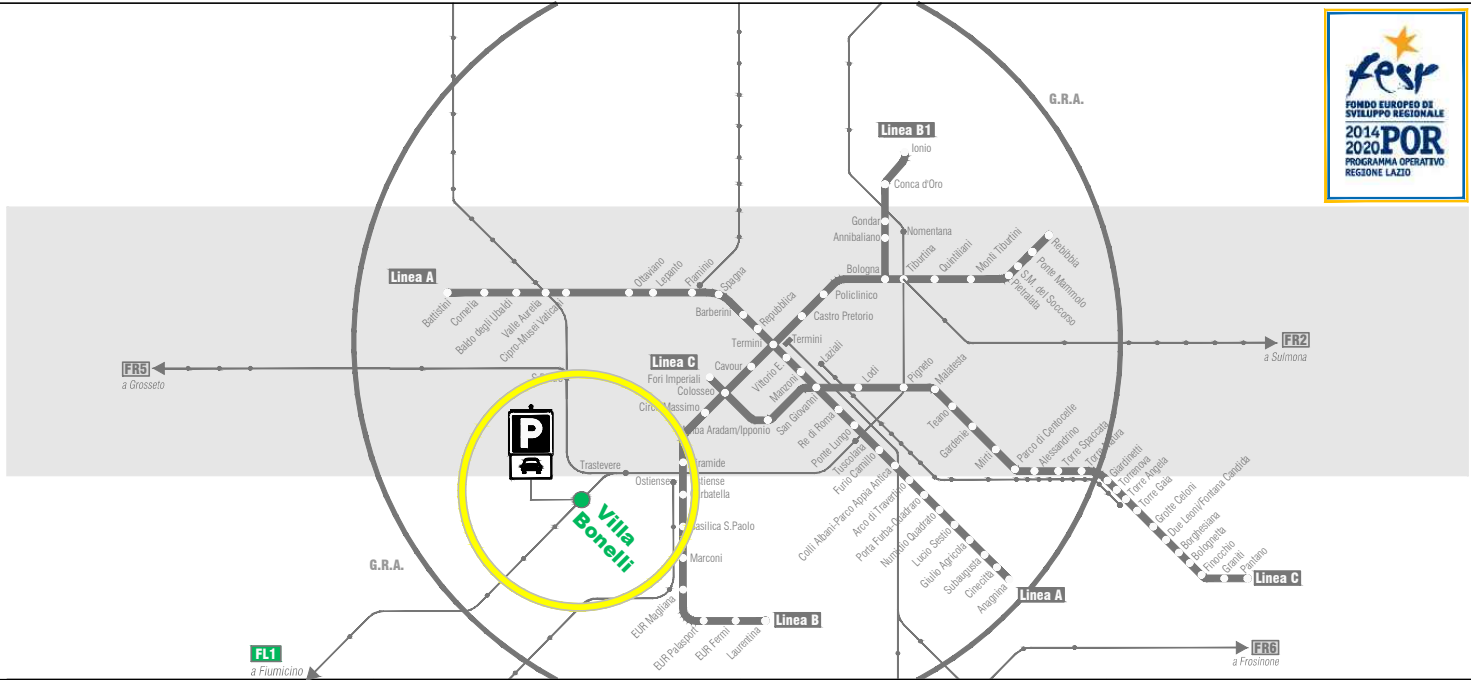 fesr
FONDO EUROPEO DI
SVILUPPO REGIONALE
2014
2020 POR
PROGRAMMA OPERATIVO
REGIONE LAZIO
G.R.A.
Linea B1
Ionio
Conca d'Oro
Gondar
Annibaliano
Nomentana
Bologna
Tiburtina
Quintiliani
Monti Tiburtini
Pietralata
S.M. del Soccorso
Ponte Mammolo
Rebibbia
Linea A
Battistini
Cornelia
Baldo degli Ubaldi
Valle Aurelia
Cipro-Musei Vaticani
Ottaviano
Lepanto
Flaminio
Spagna
Barberini
Repubblica
Policlinico
Castro Pretorio
Termini
Termini
Laziali
FR2
a Sulmona
FR5
a Grosseto
Linea C
Fori Imperiali
Colosseo
Cavour
Vittorio E.
Manzoni
San Giovanni
Lodi
Pigneto
Malatesta
Circo Massimo
Aradam/Ipponio
Re di Roma
Ponte Lungo
Tuscolana
Furio Camillo
Colli Albani-Parco Appia Antica
Arco di Travertino
Porta Furba-Quadraro
Numidio Quadrato
Lucio Sestio
Giulio Agricola
Subaugusta
Cinecittà
Anagnina
Linea A
Teano
Gardenie
Mirti
Parco di Centocelle
Alessandrino
Torre Spaccata
Torre Maura
Giardinetti
Torrenova
Torre Angela
Torre Gaia
Grotte Celoni
Due Leoni/Fontana Candida
Borghesiana
Bolognetta
Finocchio
Graniti
Pantano
Linea C
P
Trastevere
Ostiense
Villa
Bonelli
Basilica S.Paolo
Marconi
EUR Magliana
EUR Palasport
EUR Fermi
Laurentina
Linea B
G.R.A.
FL1
a Fiumicino
FR6
a Frosinone